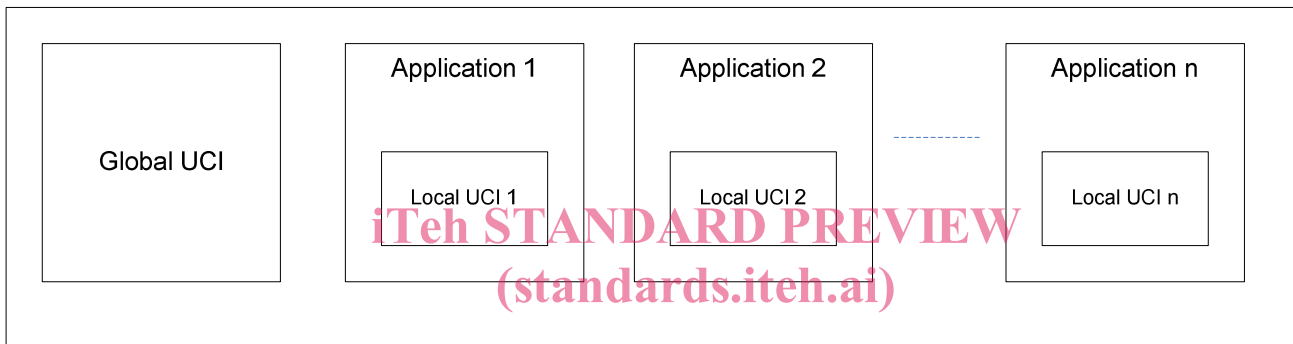 Application 1
Application 2
Application n
Global UCI
Local UCI 1
Local UCI 2
Local UCI n
iTeh STANDARD PREVIEW
(standards.iteh.ai)